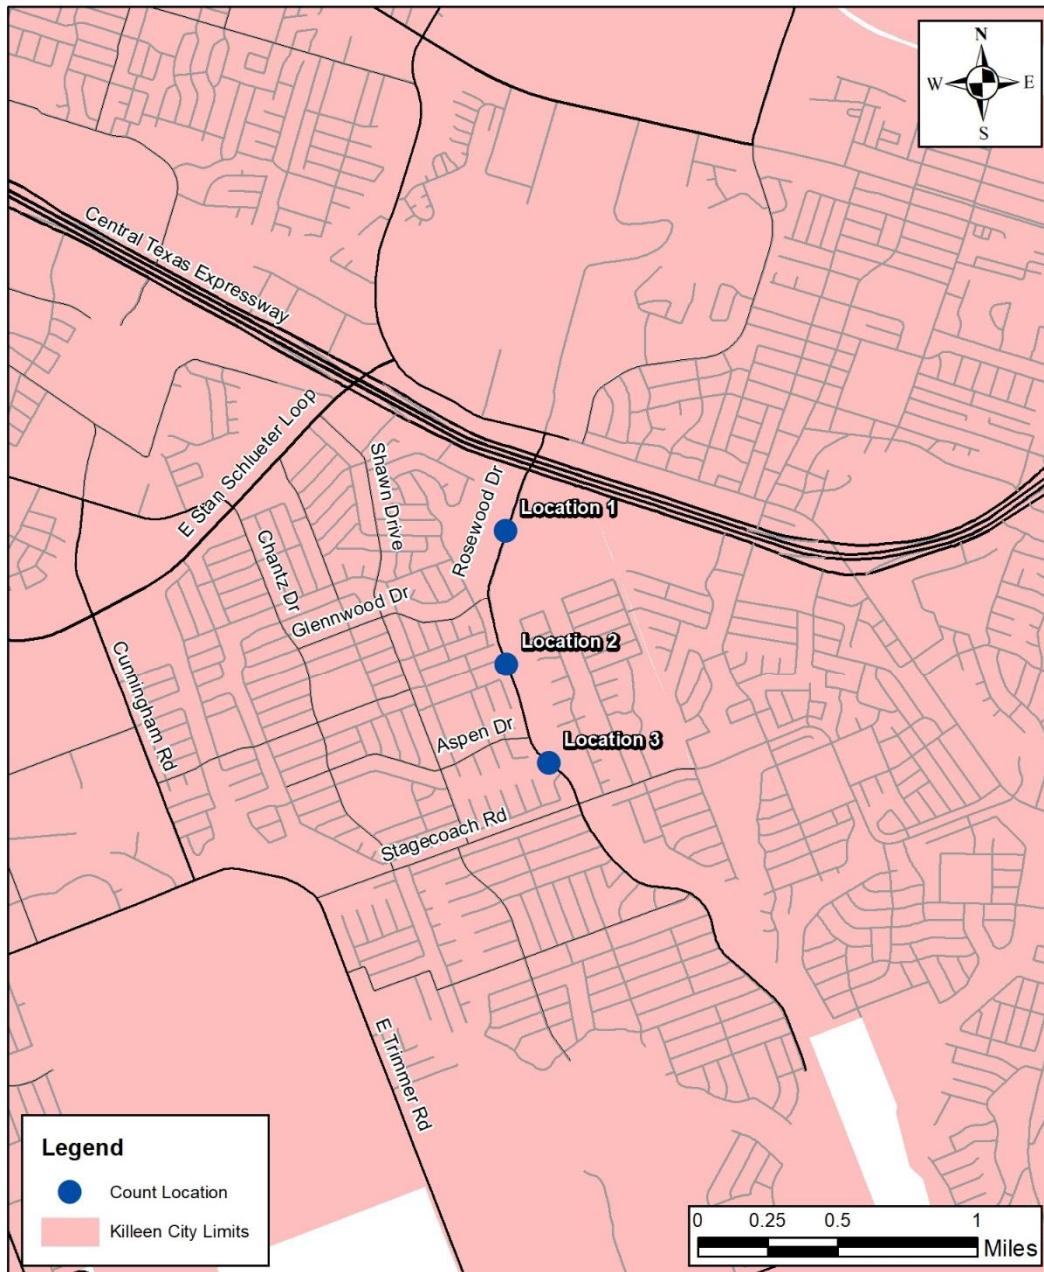 N
W
E
S
Central Texas Expressway
E Stan Schlueter Loop
Shawn Drive
Rosewood Dr
Location 1
Chantz Dr
Glennwood Dr
Location 2
Cunningham Rd
Aspen Dr
Location 3
Stagecoach Rd
E Trimmer Rd
Legend
Count Location
Killeen City Limits
0 0.25 0.5 1
Miles